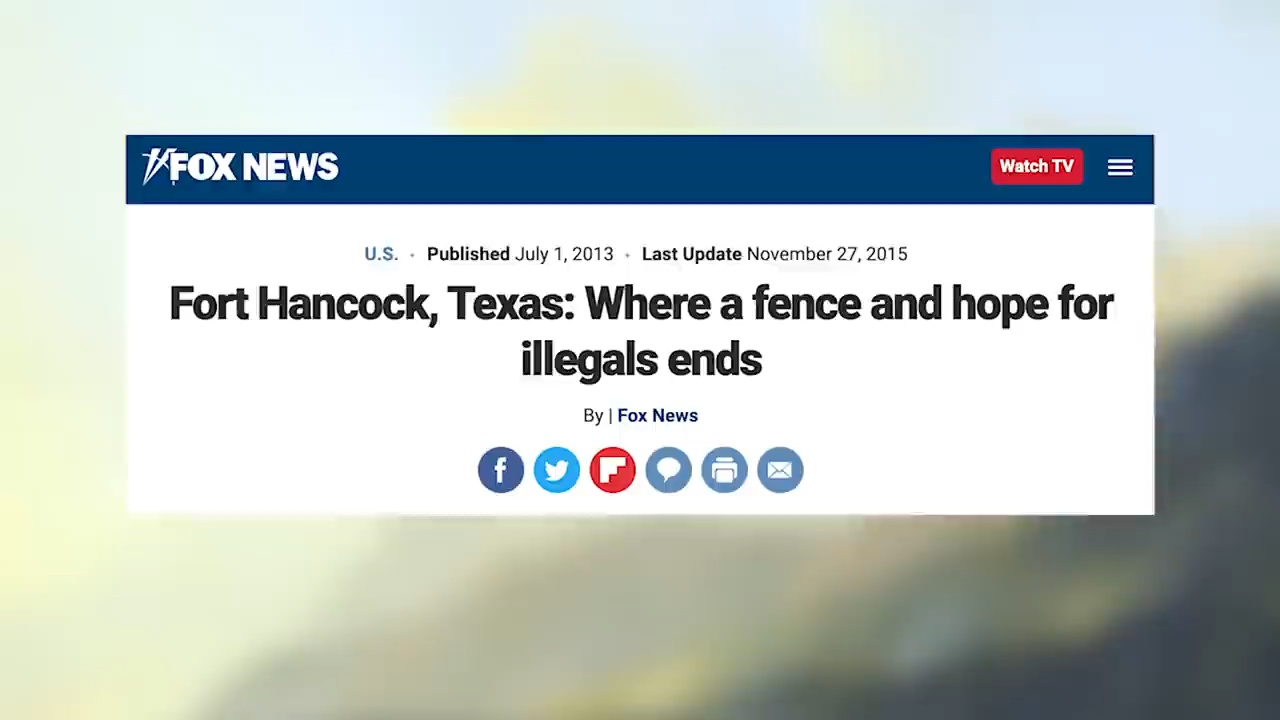 FOX NEWS
Watch TV
U.S. · Published July 1, 2013 · Last Update November 27, 2015
Fort Hancock, Texas: Where a fence and hope for
illegals ends
By | Fox News